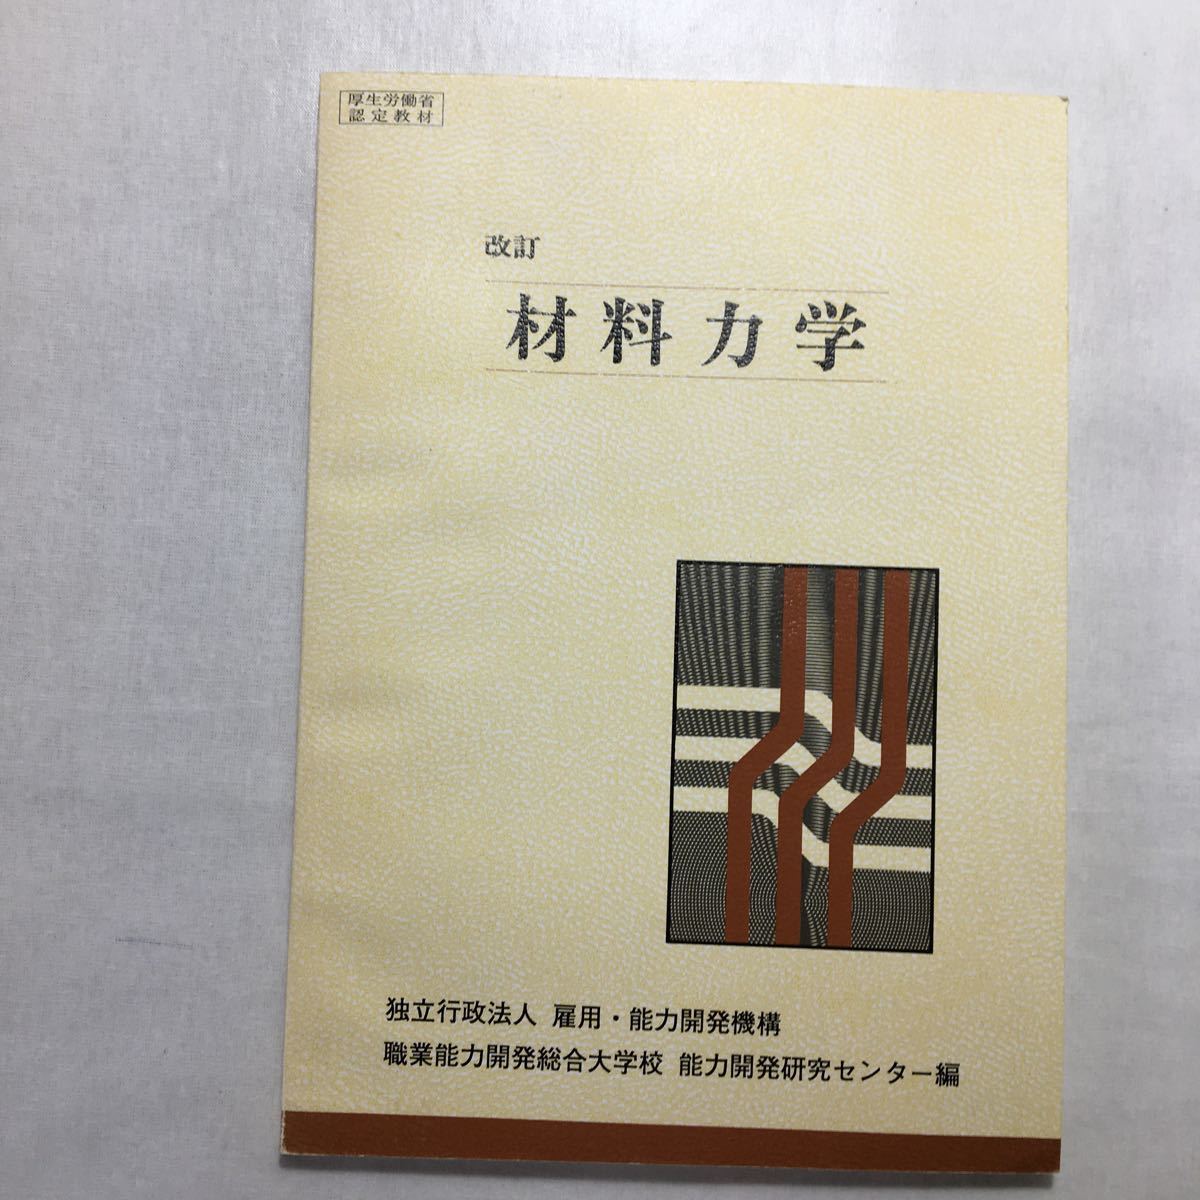 厚生労働省
認定教材
改訂
材料力学
独立行政法人 雇用・能力開発機構
職業能力開発総合大学校 能力開発研究センター編